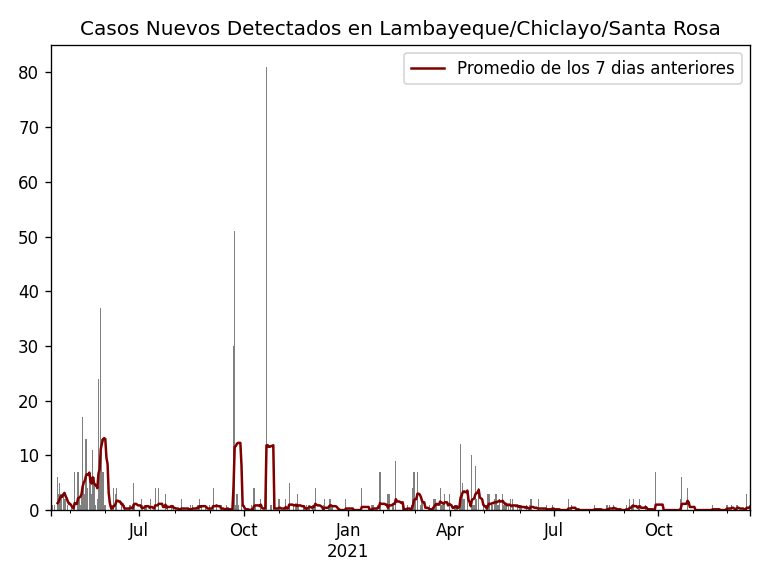 Casos Nuevos Detectados en Lambayeque/Chiclayo/Santa Rosa
Promedio de los 7 dias anteriores
80
70
60
50
40
30
20
10
0
Jul
Oct
Jan
2021
Apr
Jul
Oct